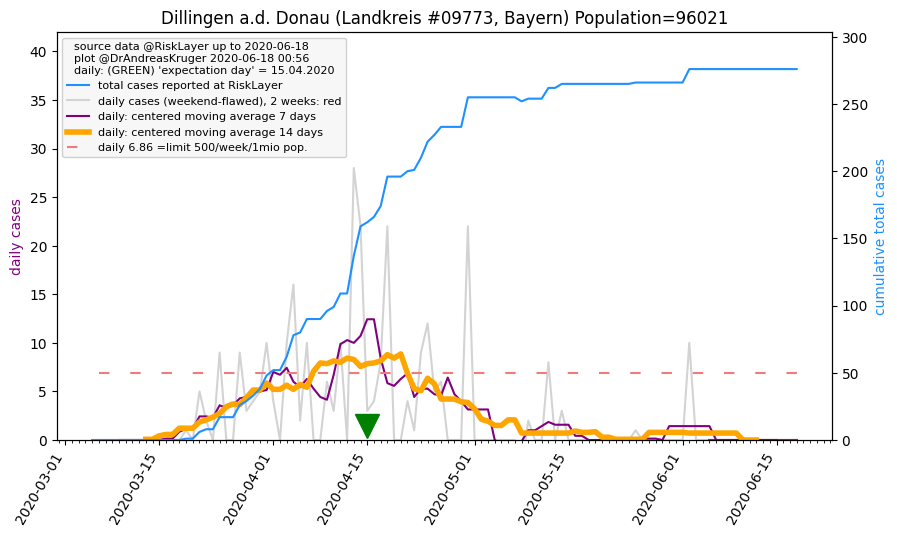 Dillingen a.d. Donau (Landkreis #09773, Bayern) Population=96021
source data @RiskLayer up to 2020-06-18
plot @DrAndreasKruger 2020-06-18 00:56
daily: (GREEN) 'expectation day' = 15.04.2020
total cases reported at RiskLayer
daily cases (weekend-flawed), 2 weeks: red
daily: centered moving average 7 days
daily: centered moving average 14 days
daily 6.86 =limit 500/week/1mio pop.
daily cases
40
35
30
25
20
15
10
5
0
cumulative total cases
300
250
200
150
100
50
0
2020-03-01
2020-03-15
2020-04-01
2020-04-15
2020-05-01
2020-05-15
2020-06-01
2020-06-15